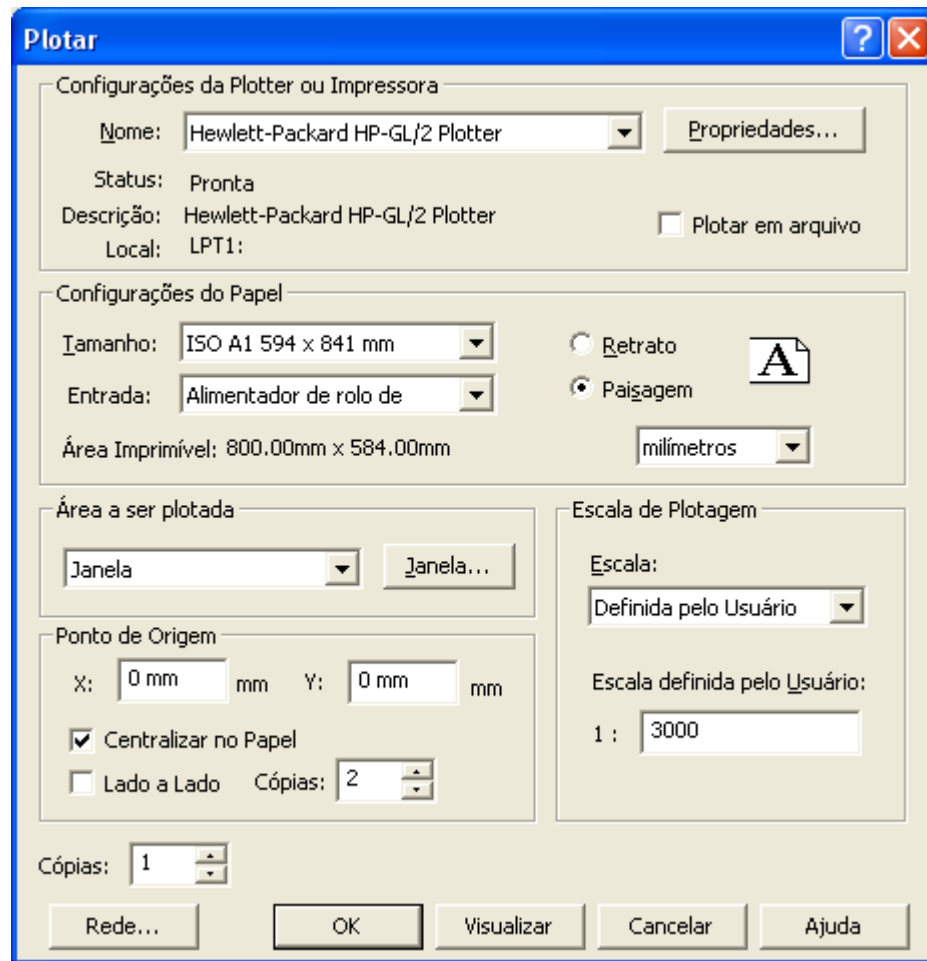 Plotar
Configurações da Plotter ou Impressora
Nome: Hewlett-Packard HP-GL/2 Plotter Propriedades...
Status: Pronta
Descrição: Hewlett-Packard HP-GL/2 Plotter
Plotar em arquivo
Local: LPT1:
Configurações do Papel
Tamanho: ISO A1 594 x 841 mm
Retrato
A
Entrada: Alimentador de rolo de
Paisagem
Área Imprimível: 800.00mm x 584.00mm
milímetros
Área a ser plotada
Janela Janela...
Escala de Plotagem
Escala:
Definida pelo Usuário
Ponto de Origem
X: 0 mm mm Y: 0 mm mm
Escala definida pelo Usuário:
1 : 3000
Centralizar no Papel
Lado a Lado Cópias: 2
Cópias: 1
Rede... OK Visualizar Cancelar Ajuda